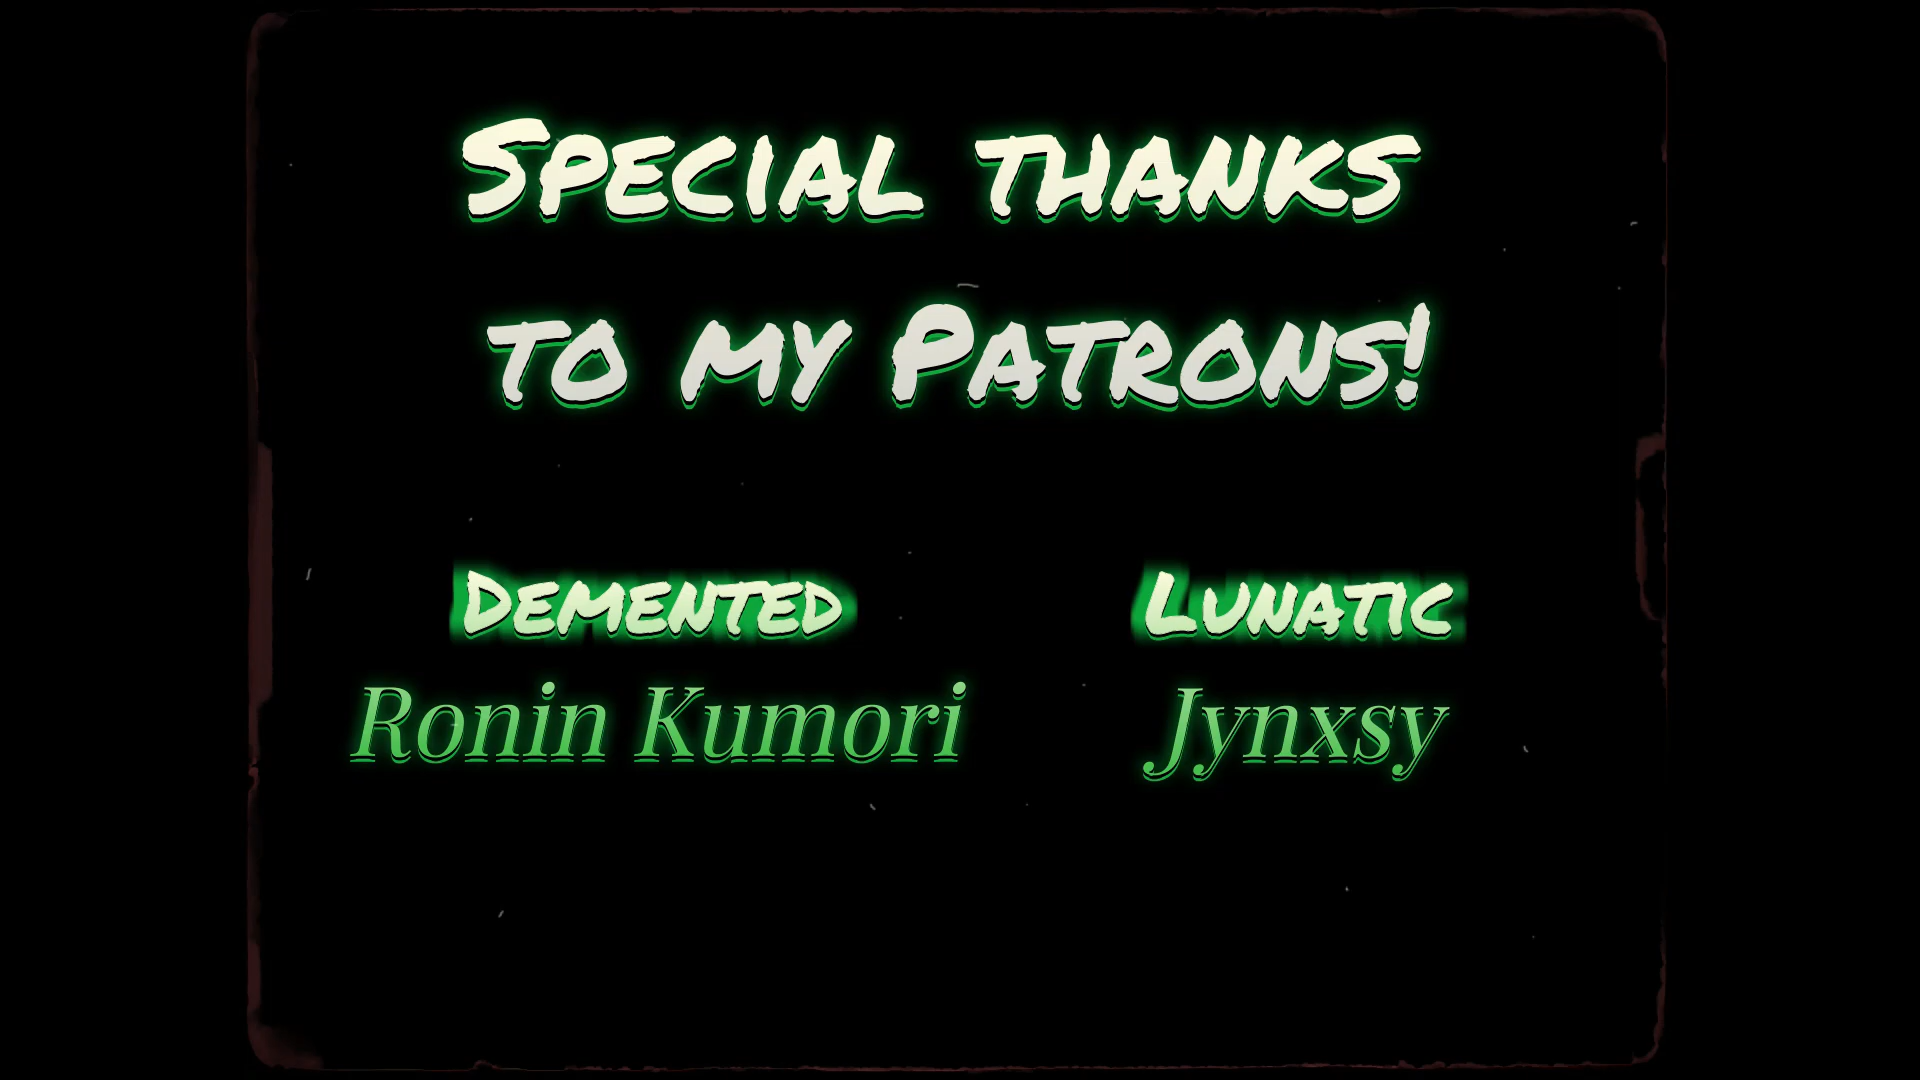 Special thanks
to my Patrons!
Demented
Ronin Kumori
Lunatic
Jynxsy